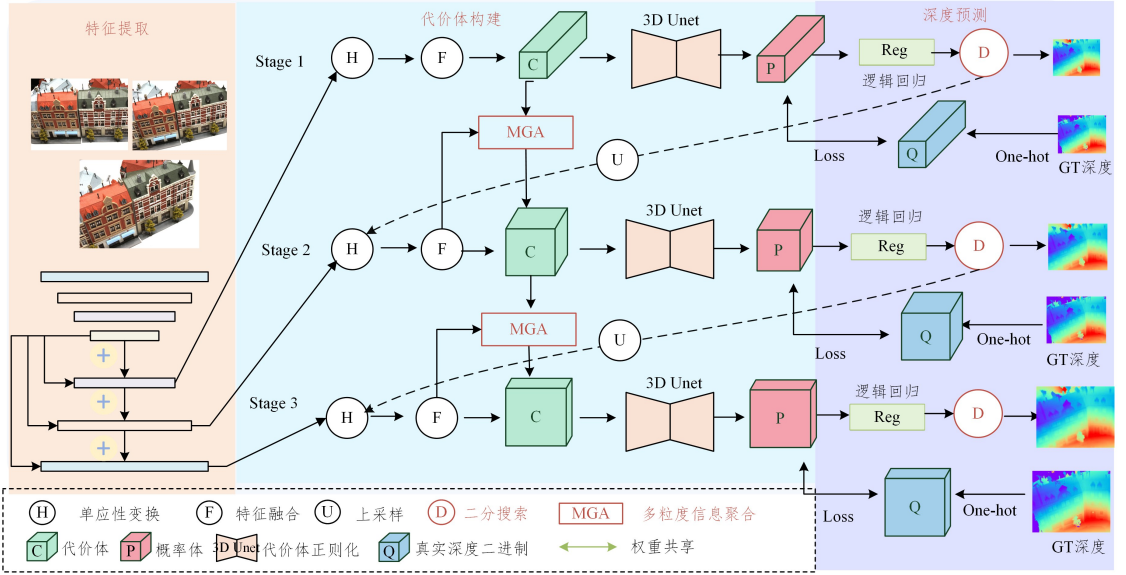 特征提取
代价体构建
深度预测
Stage 1
H
F
C
3D Unet
P
Reg
D
逻辑回归
MGA
U
Loss
Q
One-hot
GT深度
Stage 2
H
F
C
3D Unet
P
逻辑回归
Reg
D
MGA
U
Loss
Q
One-hot
GT深度
Stage 3
H
F
C
3D Unet
P
逻辑回归
Reg
D
Loss
Q
One-hot
GT深度
H 单应性变换 F 特征融合 U 上采样 D 二分搜索 MGA 多粒度信息聚合
C 代价体 P 概率体 3D Unet 代价体正则化 Q 真实深度二进制 权重共享